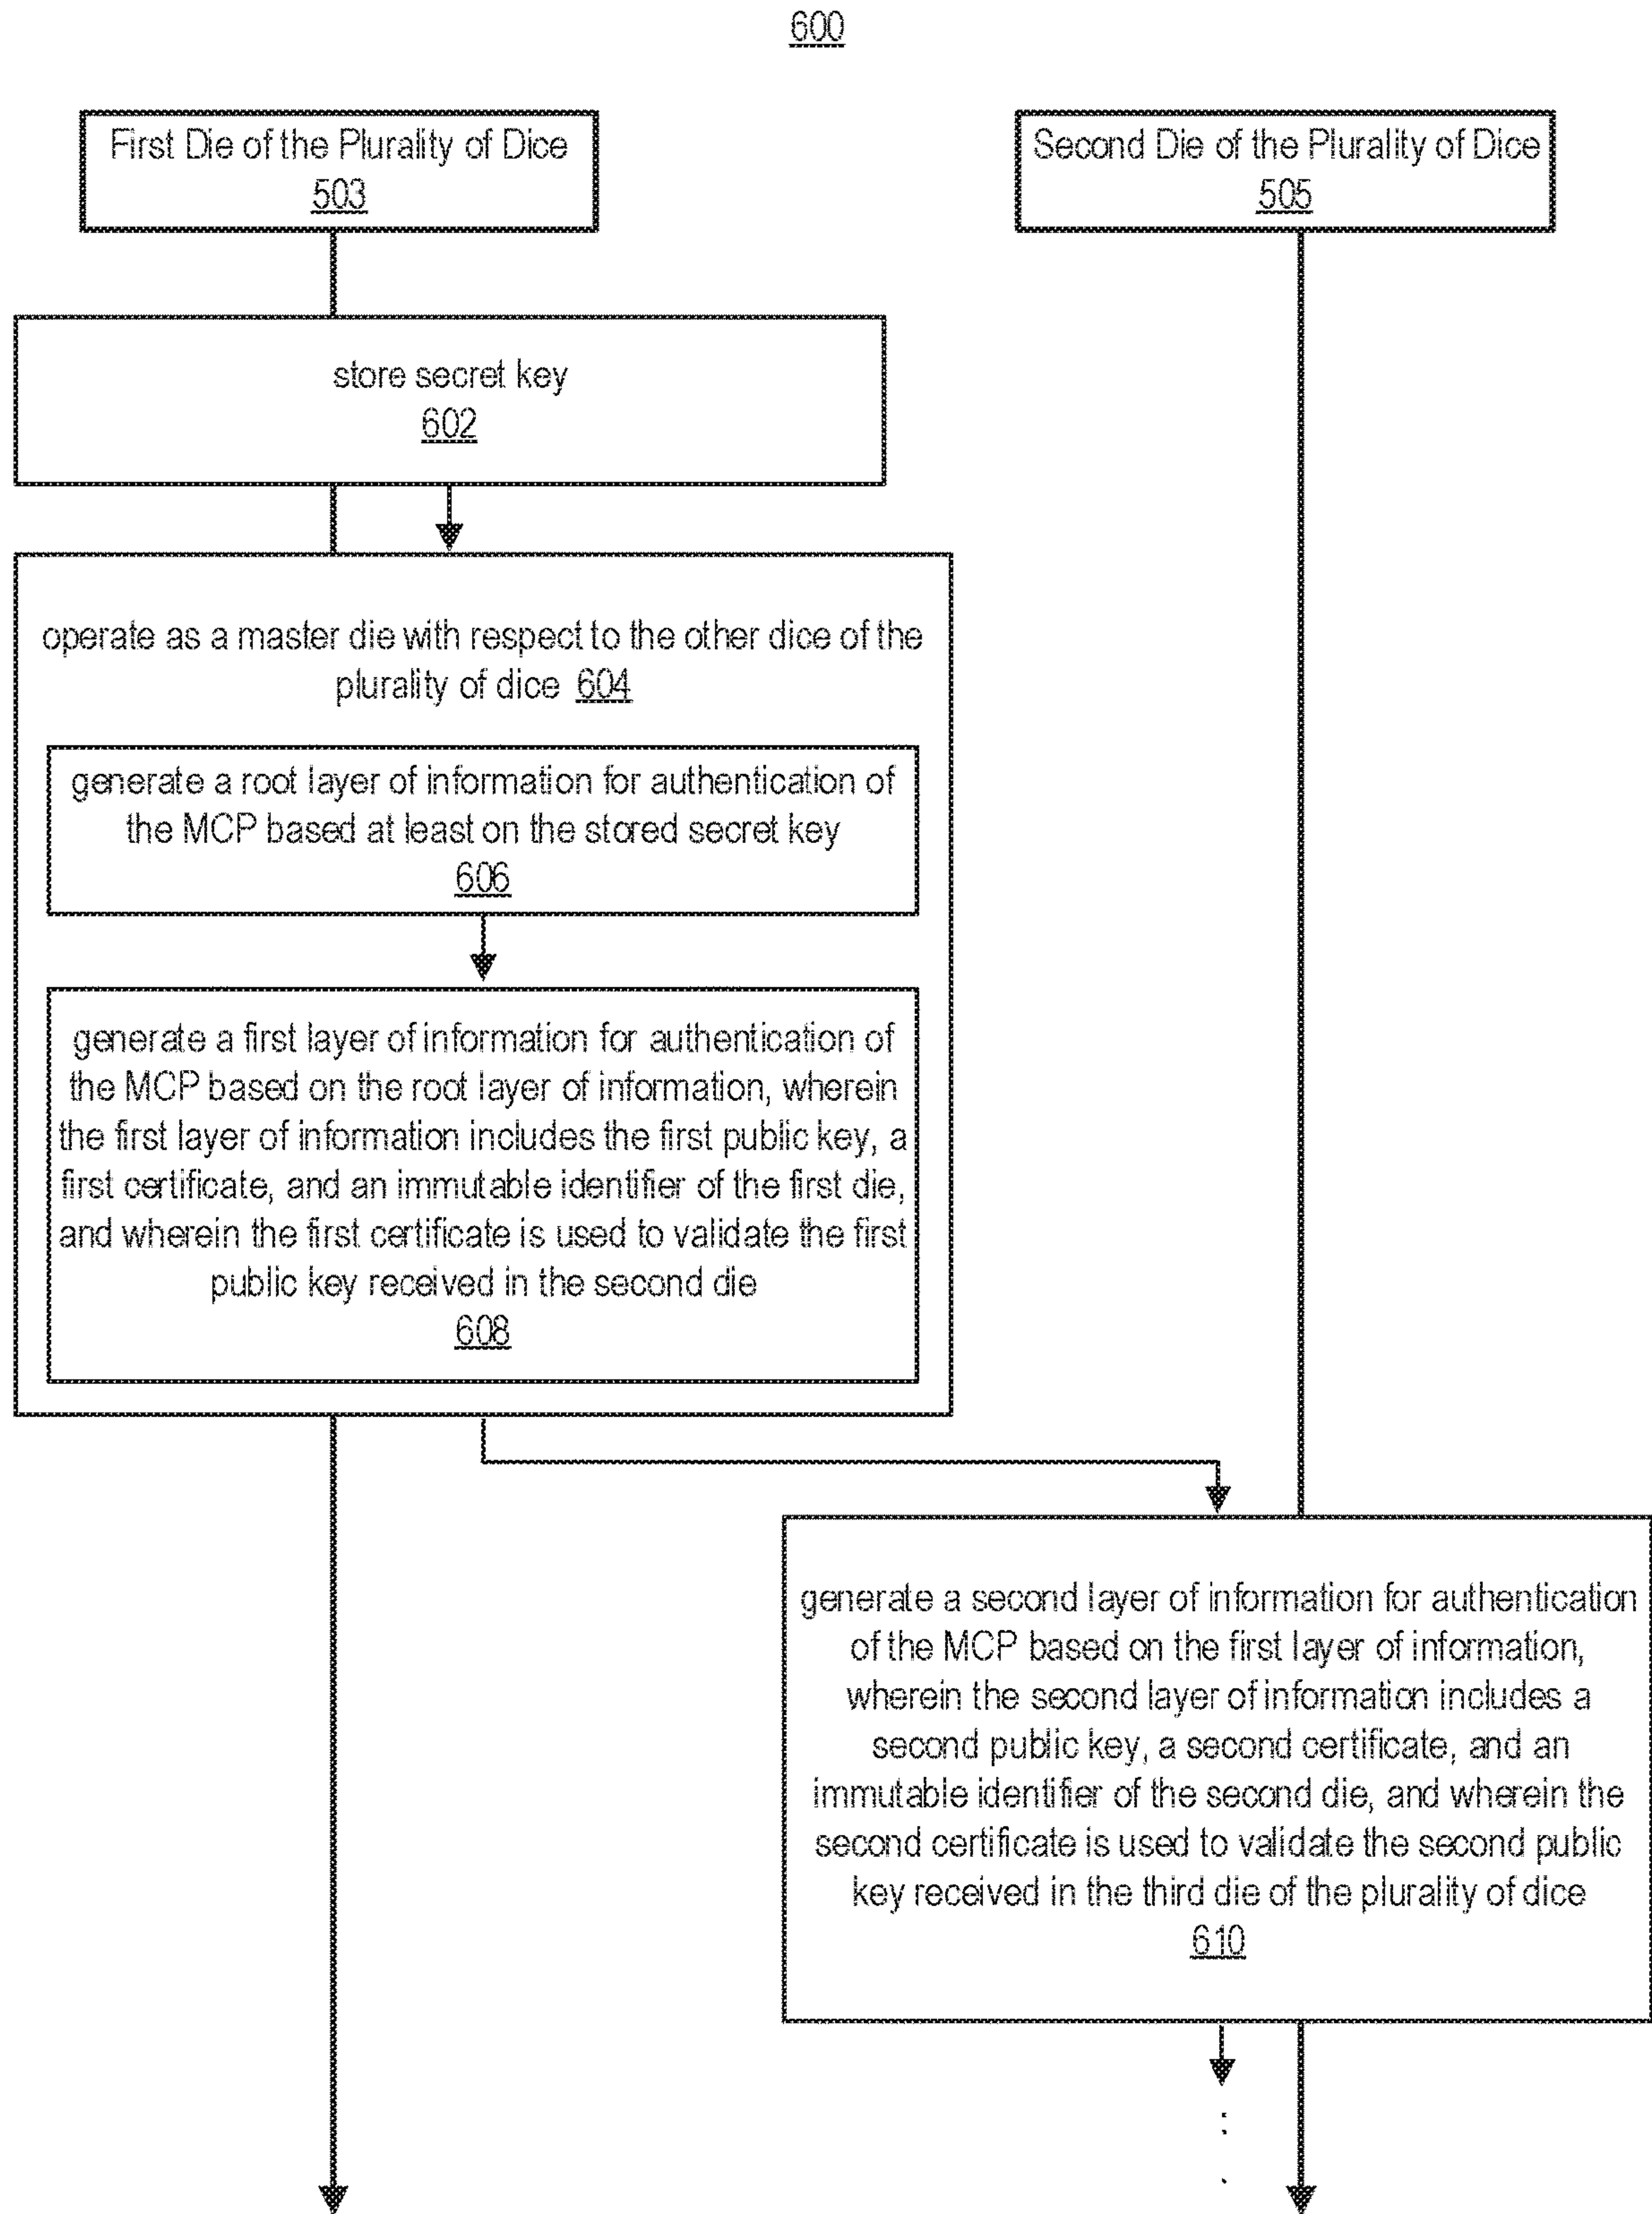 600
First Die of the Plurality of Dice
503
Second Die of the Plurality of Dice
505
store secret key
602
operate as a master die with respect to the other dice of the
plurality of dice 604
generate a root layer of information for authentication of
the MCP based at least on the stored secret key
606
generate a first layer of information for authentication of
the MCP based on the root layer of information, wherein
the first layer of information includes the first public key, a
first certificate, and an immutable identifier of the first die,
and wherein the first certificate is used to validate the first
public key received in the second die
608
generate a second layer of information for authentication
of the MCP based on the first layer of information,
wherein the second layer of information includes a
second public key, a second certificate, and an
immutable identifier of the second die, and wherein the
second certificate is used to validate the second public
key received in the third die of the plurality of dice
610